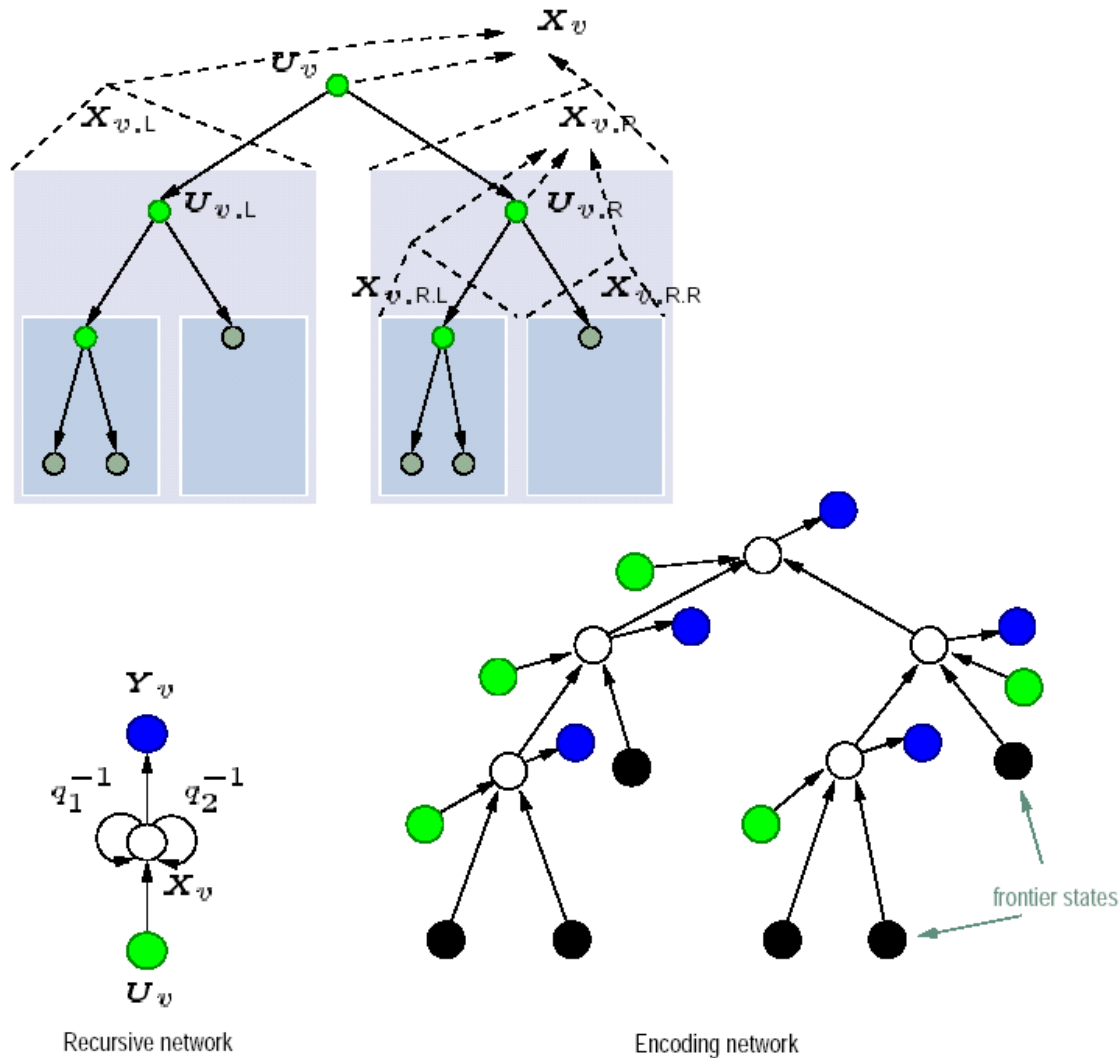 X_v
U_v
X_v.L
X_v.R
U_v.L
U_v.R
X_v.R.L
X_v.R.R
Y_v
q_1^-1
q_2^-1
X_v
U_v
frontier states
Recursive network
Encoding network